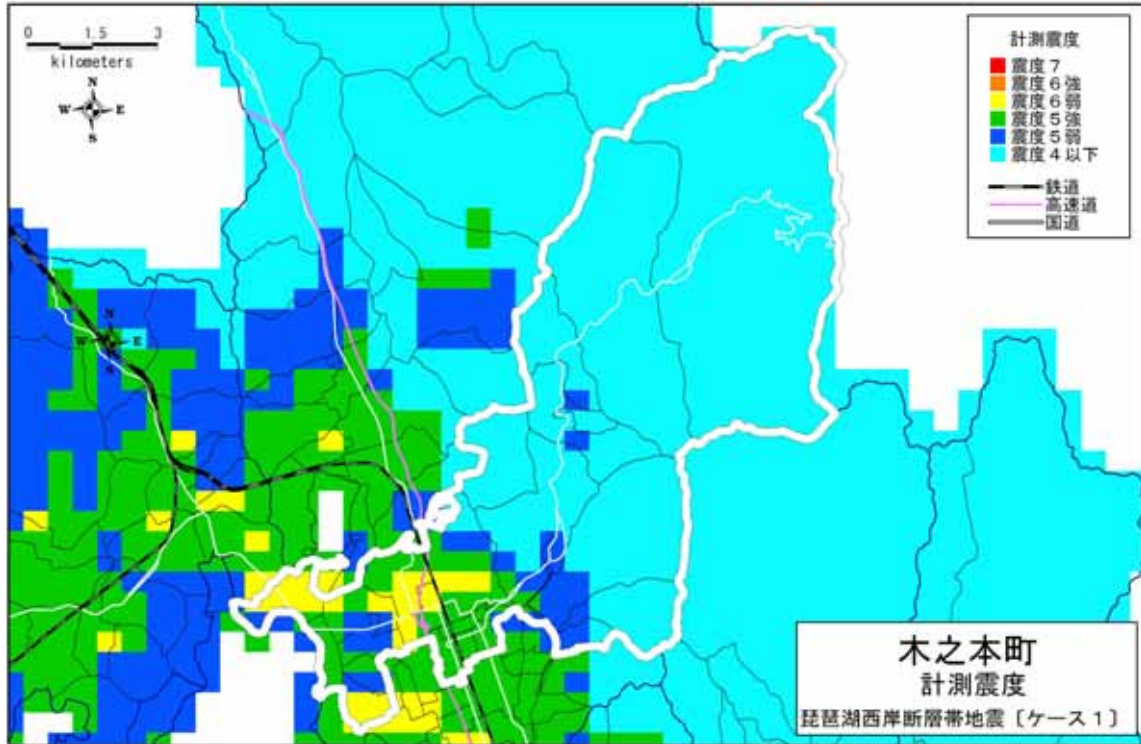 0 1.5 3
kilometers
N
W E
S
計測震度
震度7
震度6強
震度6弱
震度5強
震度5弱
震度4以下
鉄道
高速道
国道
N
W E
S
木之本町
計測震度
琵琶湖西岸断層帯地震〔ケース1〕